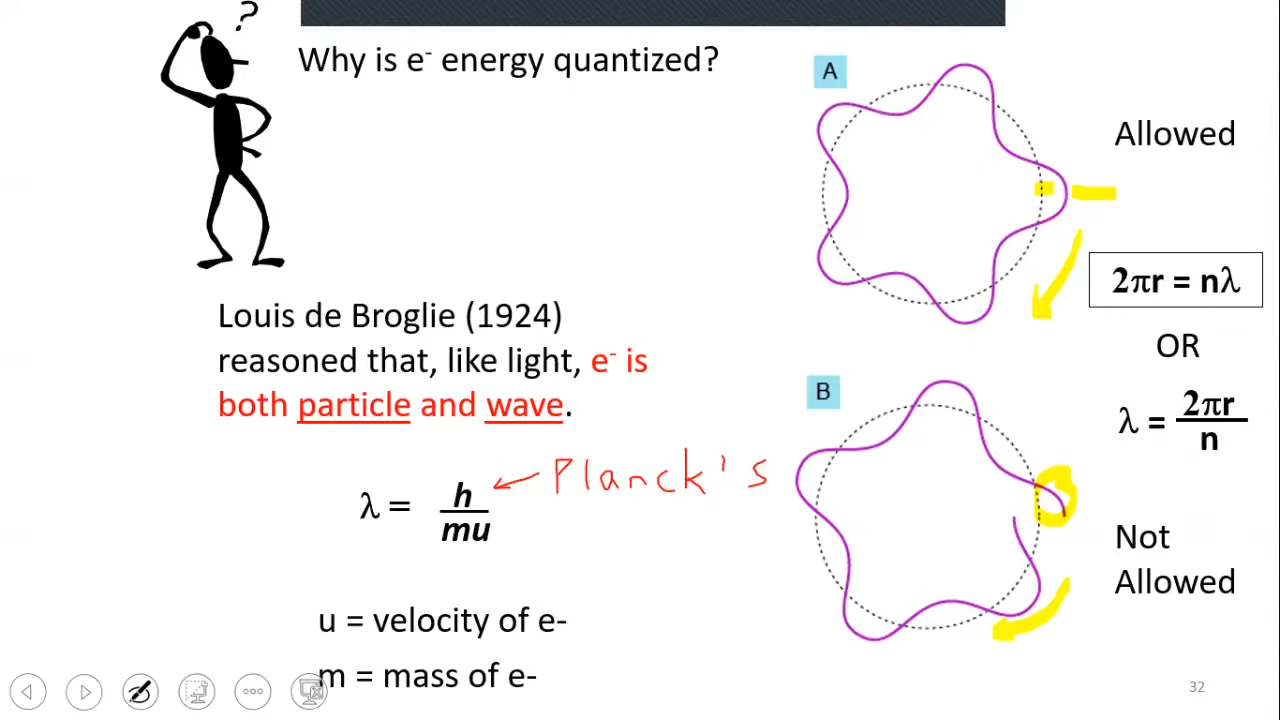 ?
Why is e⁻ energy quantized?
A
Allowed
2πr = nλ
OR
λ = 2πr / n
B
Not
Allowed
Louis de Broglie (1924)
reasoned that, like light, e⁻ is
both particle and wave.
λ = h / mu
Planck's
u = velocity of e-
m = mass of e-
32